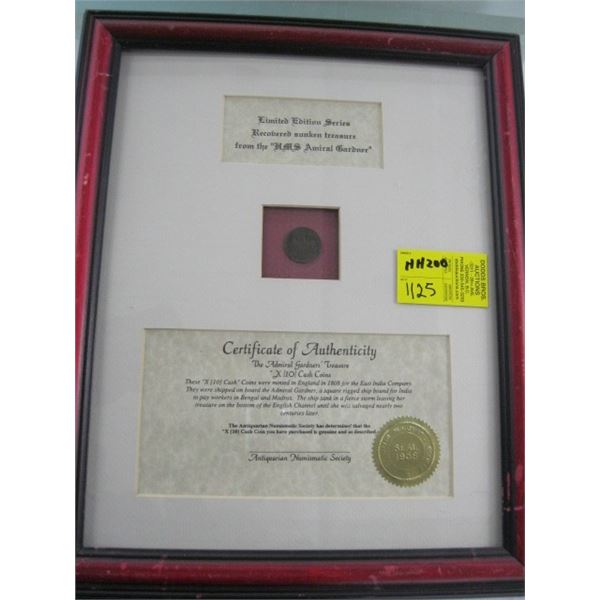 Limited Edition Series
Recovered sunken treasure
from the "HMS Amiral Gardner"
NH200
1125
DODDS BROS.
AUCTIONS
VERNON, B.C.
Certificate of Authenticity
The Admiral Gardners' Treasure
"X [10] Cash Coins
These "X [10] Cash" Coins were minted in England in 1808 for the East India Company
They were shipped on board the Admiral Gardner, a square rigged ship bound for India
to pay workers in Bengal and Madras. The ship sank in a fierce storm leaving her
treasure on the bottom of the English Channel until she was salvaged nearly two
centuries later.
The Antiquarian Numismatic Society has determined that the
"X [10] Cash Coin you have purchased is genuine and as described.
Antiquarian Numismatic Society
SEAL